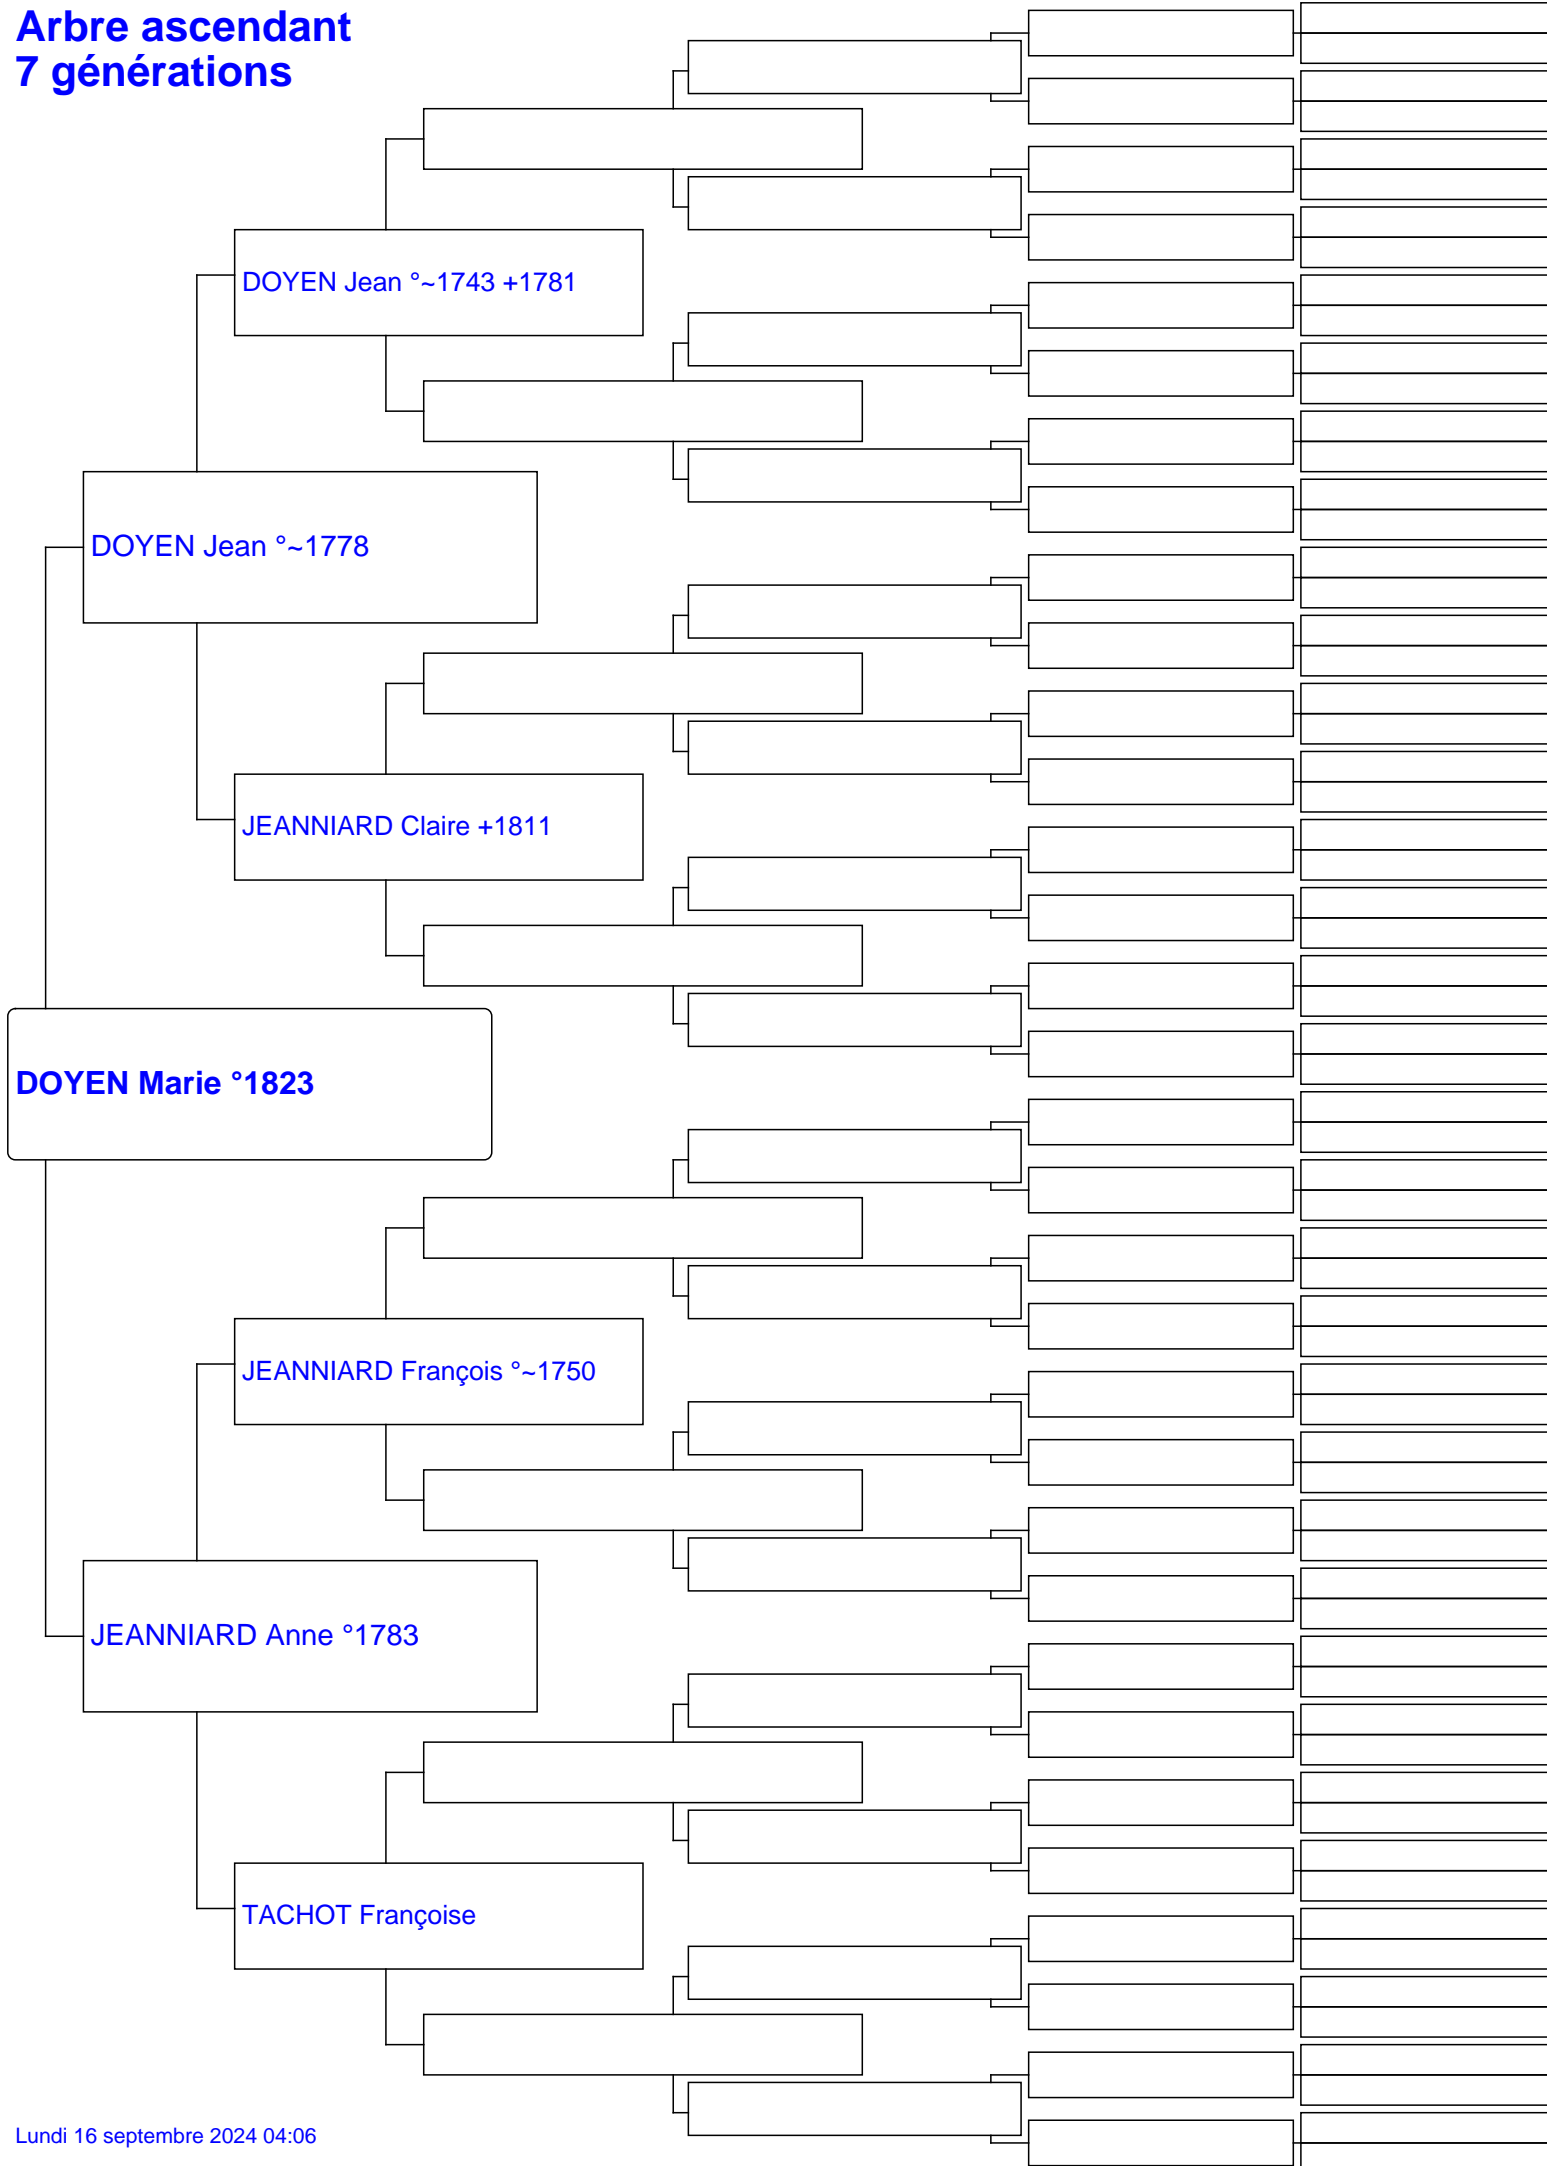 Arbre ascendant
7 générations
DOYEN Jean °~1743 +1781
DOYEN Jean °~1778
JEANNIARD Claire +1811
DOYEN Marie °1823
JEANNIARD François °~1750
JEANNIARD Anne °1783
TACHOT Françoise
Lundi 16 septembre 2024 04:06